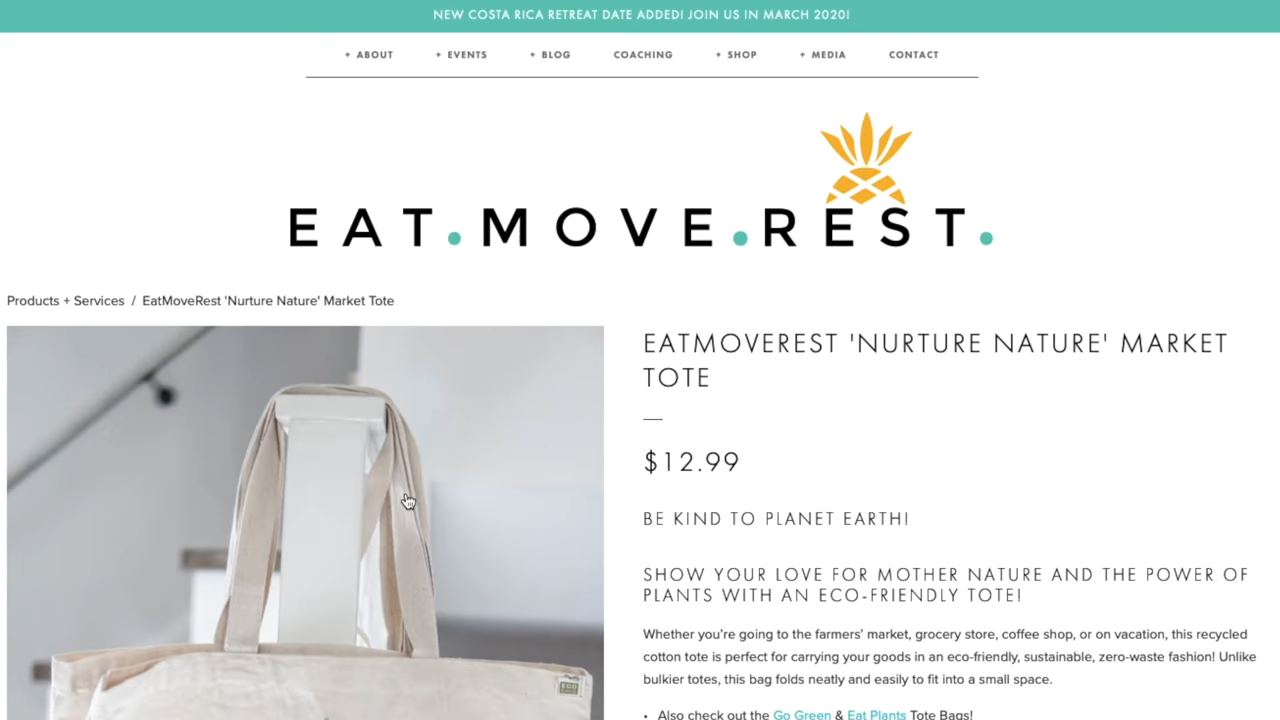 NEW COSTA RICA RETREAT DATE ADDED! JOIN US IN MARCH 2020!
+ ABOUT + EVENTS + BLOG COACHING + SHOP + MEDIA CONTACT
EAT.MOVE.REST.
Products + Services / EatMoveRest 'Nurture Nature' Market Tote
EATMOVEREST 'NURTURE NATURE' MARKET
TOTE
$12.99
BE KIND TO PLANET EARTH!
SHOW YOUR LOVE FOR MOTHER NATURE AND THE POWER OF
PLANTS WITH AN ECO-FRIENDLY TOTE!
Whether you're going to the farmers' market, grocery store, coffee shop, or on vacation, this recycled
cotton tote is perfect for carrying your goods in an eco-friendly, sustainable, zero-waste fashion! Unlike
bulkier totes, this bag folds neatly and easily to fit into a small space.
• Also check out the Go Green & Eat Plants Tote Bags!
ECO